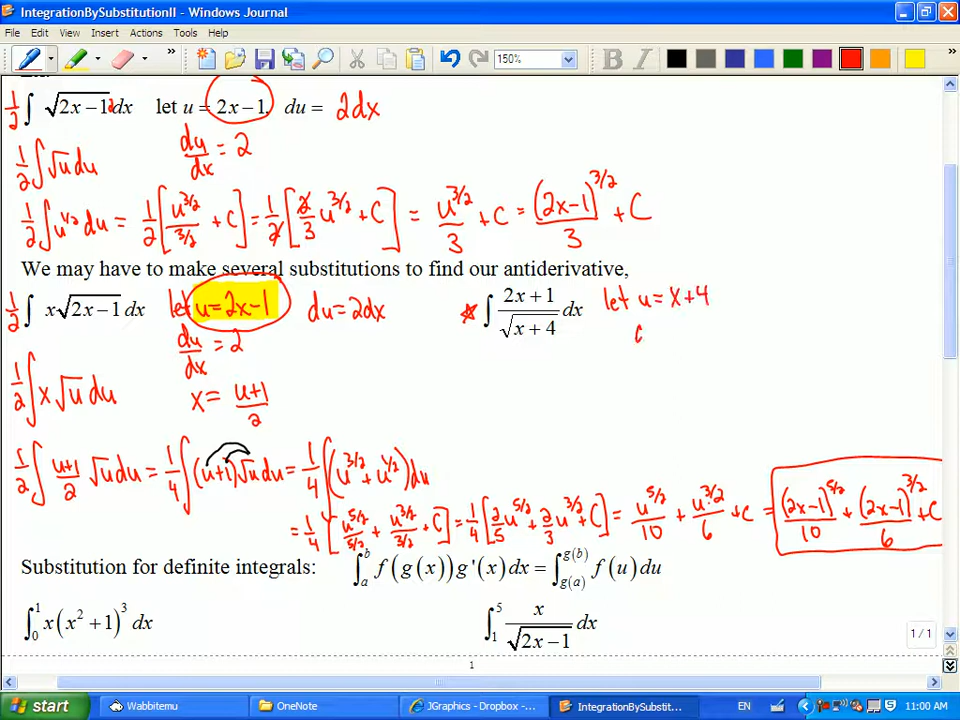 IntegrationBySubstitutionII - Windows Journal
File Edit View Insert Actions Tools Help
150%
1/2 ∫ √(2x−1) 2dx let u = 2x−1, du = 2dx
du/dx = 2
1/2 ∫ √u du
1/2 ∫ u^(1/2) du = 1/2 [u^(3/2)/(3/2) + C] = 1/2 [2/3 u^(3/2) + C] = u^(3/2)/3 + C = (2x−1)^(3/2)/3 + C
We may have to make several substitutions to find our antiderivative,
1/2 ∫ x√(2x−1) dx let u=2x−1 du=2dx * ∫ (2x+1)/√(x+4) dx let u=x+4
du/dx = 2
1/2 ∫ x √u du
x = (u+1)/2
1/2 ∫ (u+1)/2 √u du = 1/4 ∫ (u+1)√u du = 1/4 ∫ (u^(3/2) + u^(1/2)) du
= 1/4 [u^(5/2)/(5/2) + u^(3/2)/(3/2) + C] = 1/4 [2/5 u^(5/2) + 2/3 u^(3/2) + C] = u^(5/2)/10 + u^(3/2)/6 + C = (2x−1)^(5/2)/10 + (2x−1)^(3/2)/6 + C
Substitution for definite integrals: ∫_a^b f(g(x))g'(x)dx = ∫_g(a)^g(b) f(u)du
∫_0^1 x(x²+1)³ dx ∫_1^5 x/√(2x−1) dx
1/1
1
start Wabbitemu OneNote JGraphics - Dropbox - ... IntegrationBySubstit... EN 11:00 AM